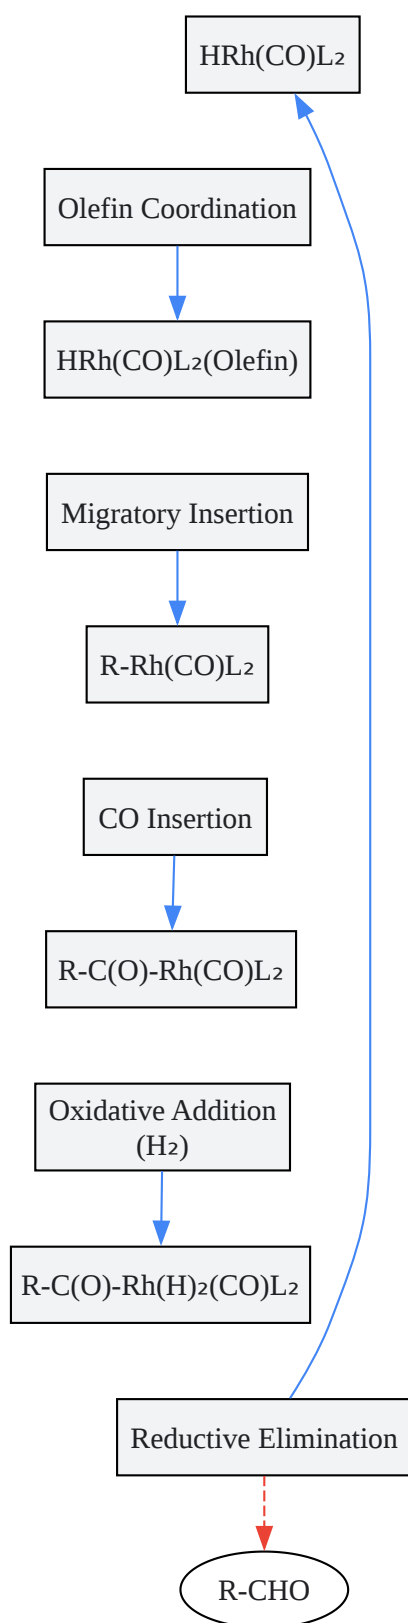 HRh(CO)L₂
Olefin Coordination
HRh(CO)L₂(Olefin)
Migratory Insertion
R-Rh(CO)L₂
CO Insertion
R-C(O)-Rh(CO)L₂
Oxidative Addition
(H₂)
R-C(O)-Rh(H)₂(CO)L₂
Reductive Elimination
R-CHO